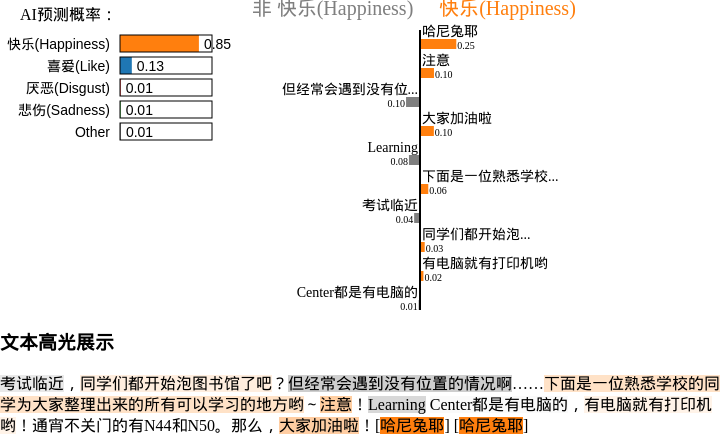 AI预测概率：
快乐(Happiness) 0.85
喜爱(Like) 0.13
厌恶(Disgust) 0.01
悲伤(Sadness) 0.01
Other 0.01
非 快乐(Happiness) 快乐(Happiness)
哈尼兔耶
0.25
注意
0.10
但经常会遇到没有位...
0.10
大家加油啦
0.10
Learning
0.08
下面是一位熟悉学校...
0.06
考试临近
0.04
同学们都开始泡...
0.03
有电脑就有打印机哟
0.02
Center都是有电脑的
0.01
文本高光展示
考试临近，同学们都开始泡图书馆了吧？但经常会遇到没有位置的情况啊……下面是一位熟悉学校的同
学为大家整理出来的所有可以学习的地方哟～注意！Learning Center都是有电脑的，有电脑就有打印机
哟！通宵不关门的有N44和N50。那么，大家加油啦！[哈尼兔耶] [哈尼兔耶]